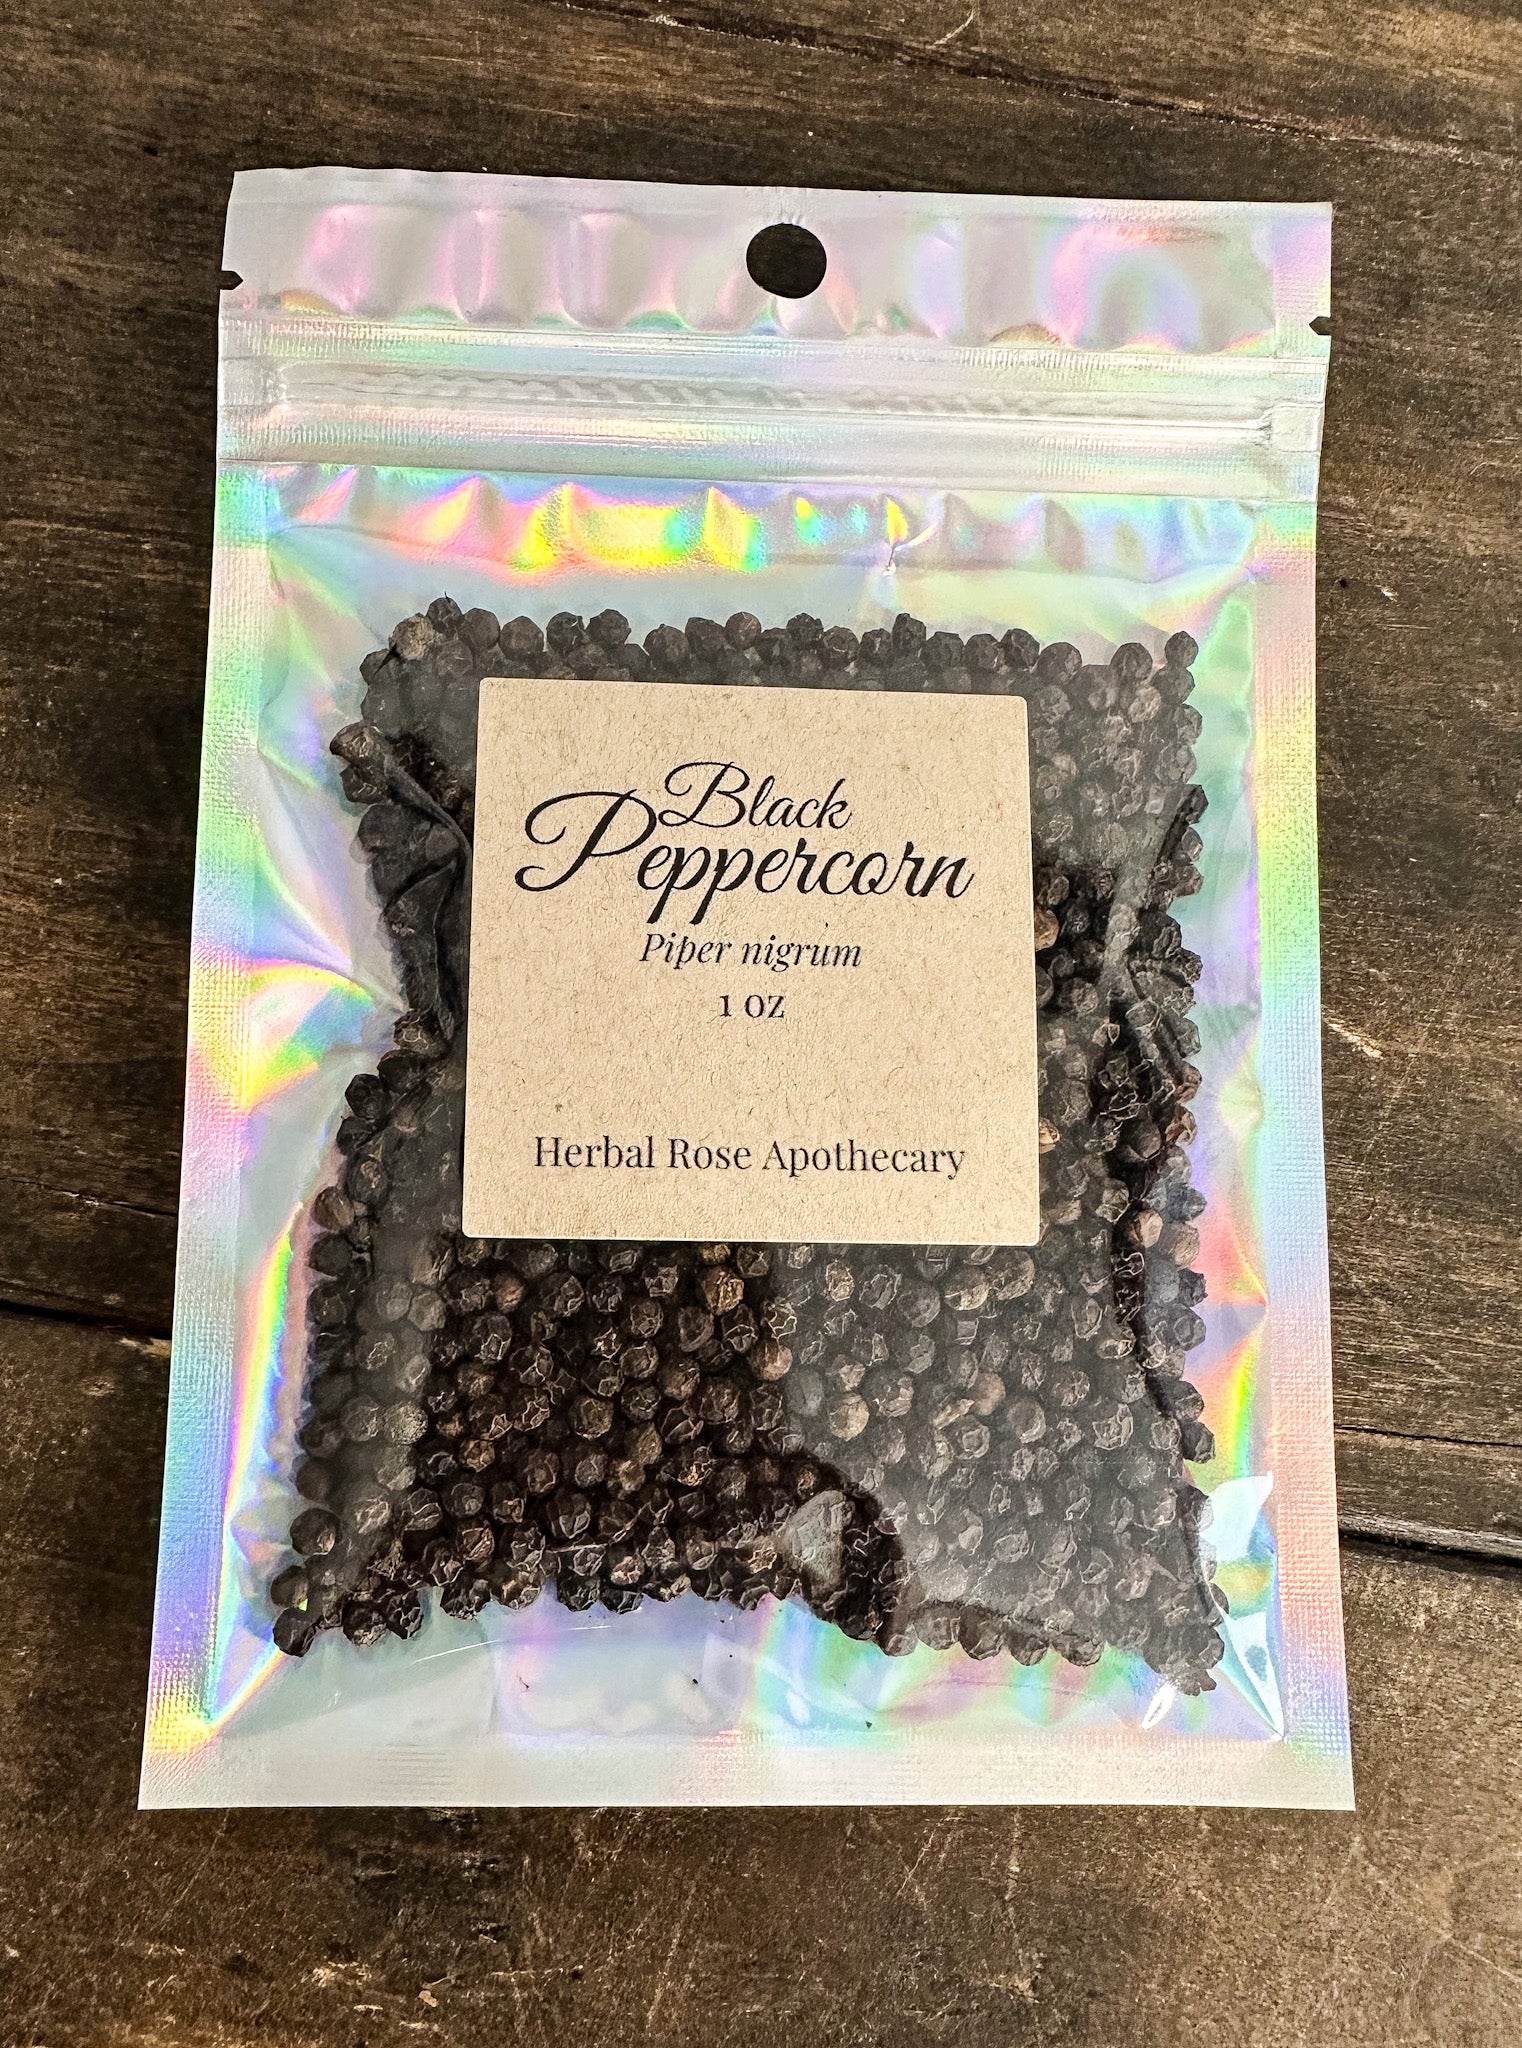 Black
Peppercorn
Piper nigrum
1 oz
Herbal Rose Apothecary